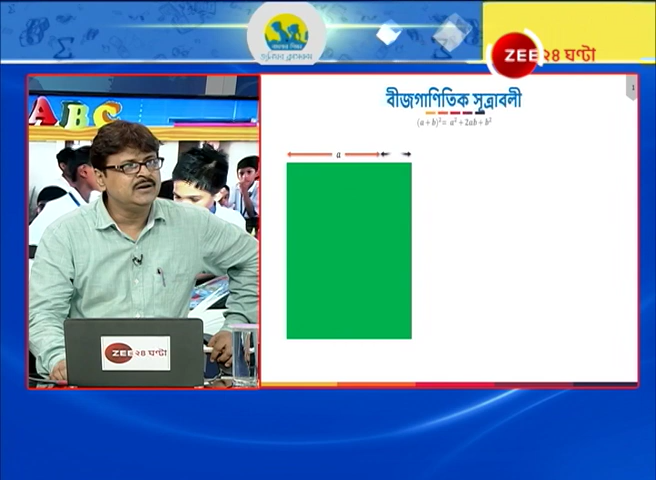 ZEE ২৪ ঘণ্টা
ABC
বীজগাণিতিক সূত্রাবলী
(a + b)² = a² + 2ab + b²
1
a
ZEE ২৪ ঘণ্টা